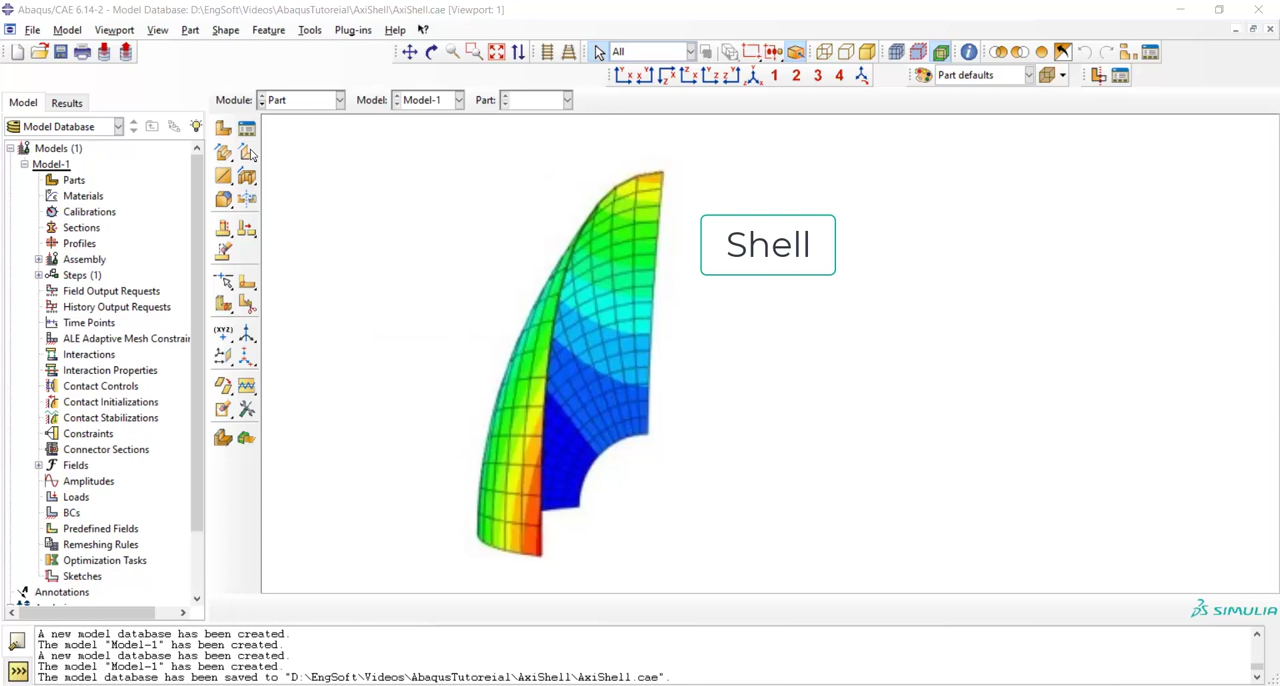 Abaqus/CAE 6.14-2 - Model Database: D:\EngSoft\Videos\AbaqusTutoreial\AxiShell\AxiShell.cae [Viewport: 1]
File Model Viewport View Part Shape Feature Tools Plug-ins Help
All
1 2 3 4 Part defaults
Model Results Module: Part Model: Model-1 Part:
Model Database
Models (1)
Model-1
Parts
Materials
Calibrations
Sections
Profiles
Assembly
Steps (1)
Field Output Requests
History Output Requests
Time Points
ALE Adaptive Mesh Constrai
Interactions
Interaction Properties
Contact Controls
Contact Initializations
Contact Stabilizations
Constraints
Connector Sections
Fields
Amplitudes
Loads
BCs
Predefined Fields
Remeshing Rules
Optimization Tasks
Sketches
Annotations
(XYZ)
Shell
SIMULIA
A new model database has been created.
The model "Model-1" has been created.
A new model database has been created.
The model "Model-1" has been created.
The model database has been saved to "D:\EngSoft\Videos\AbaqusTutoreial\AxiShell\AxiShell.cae".